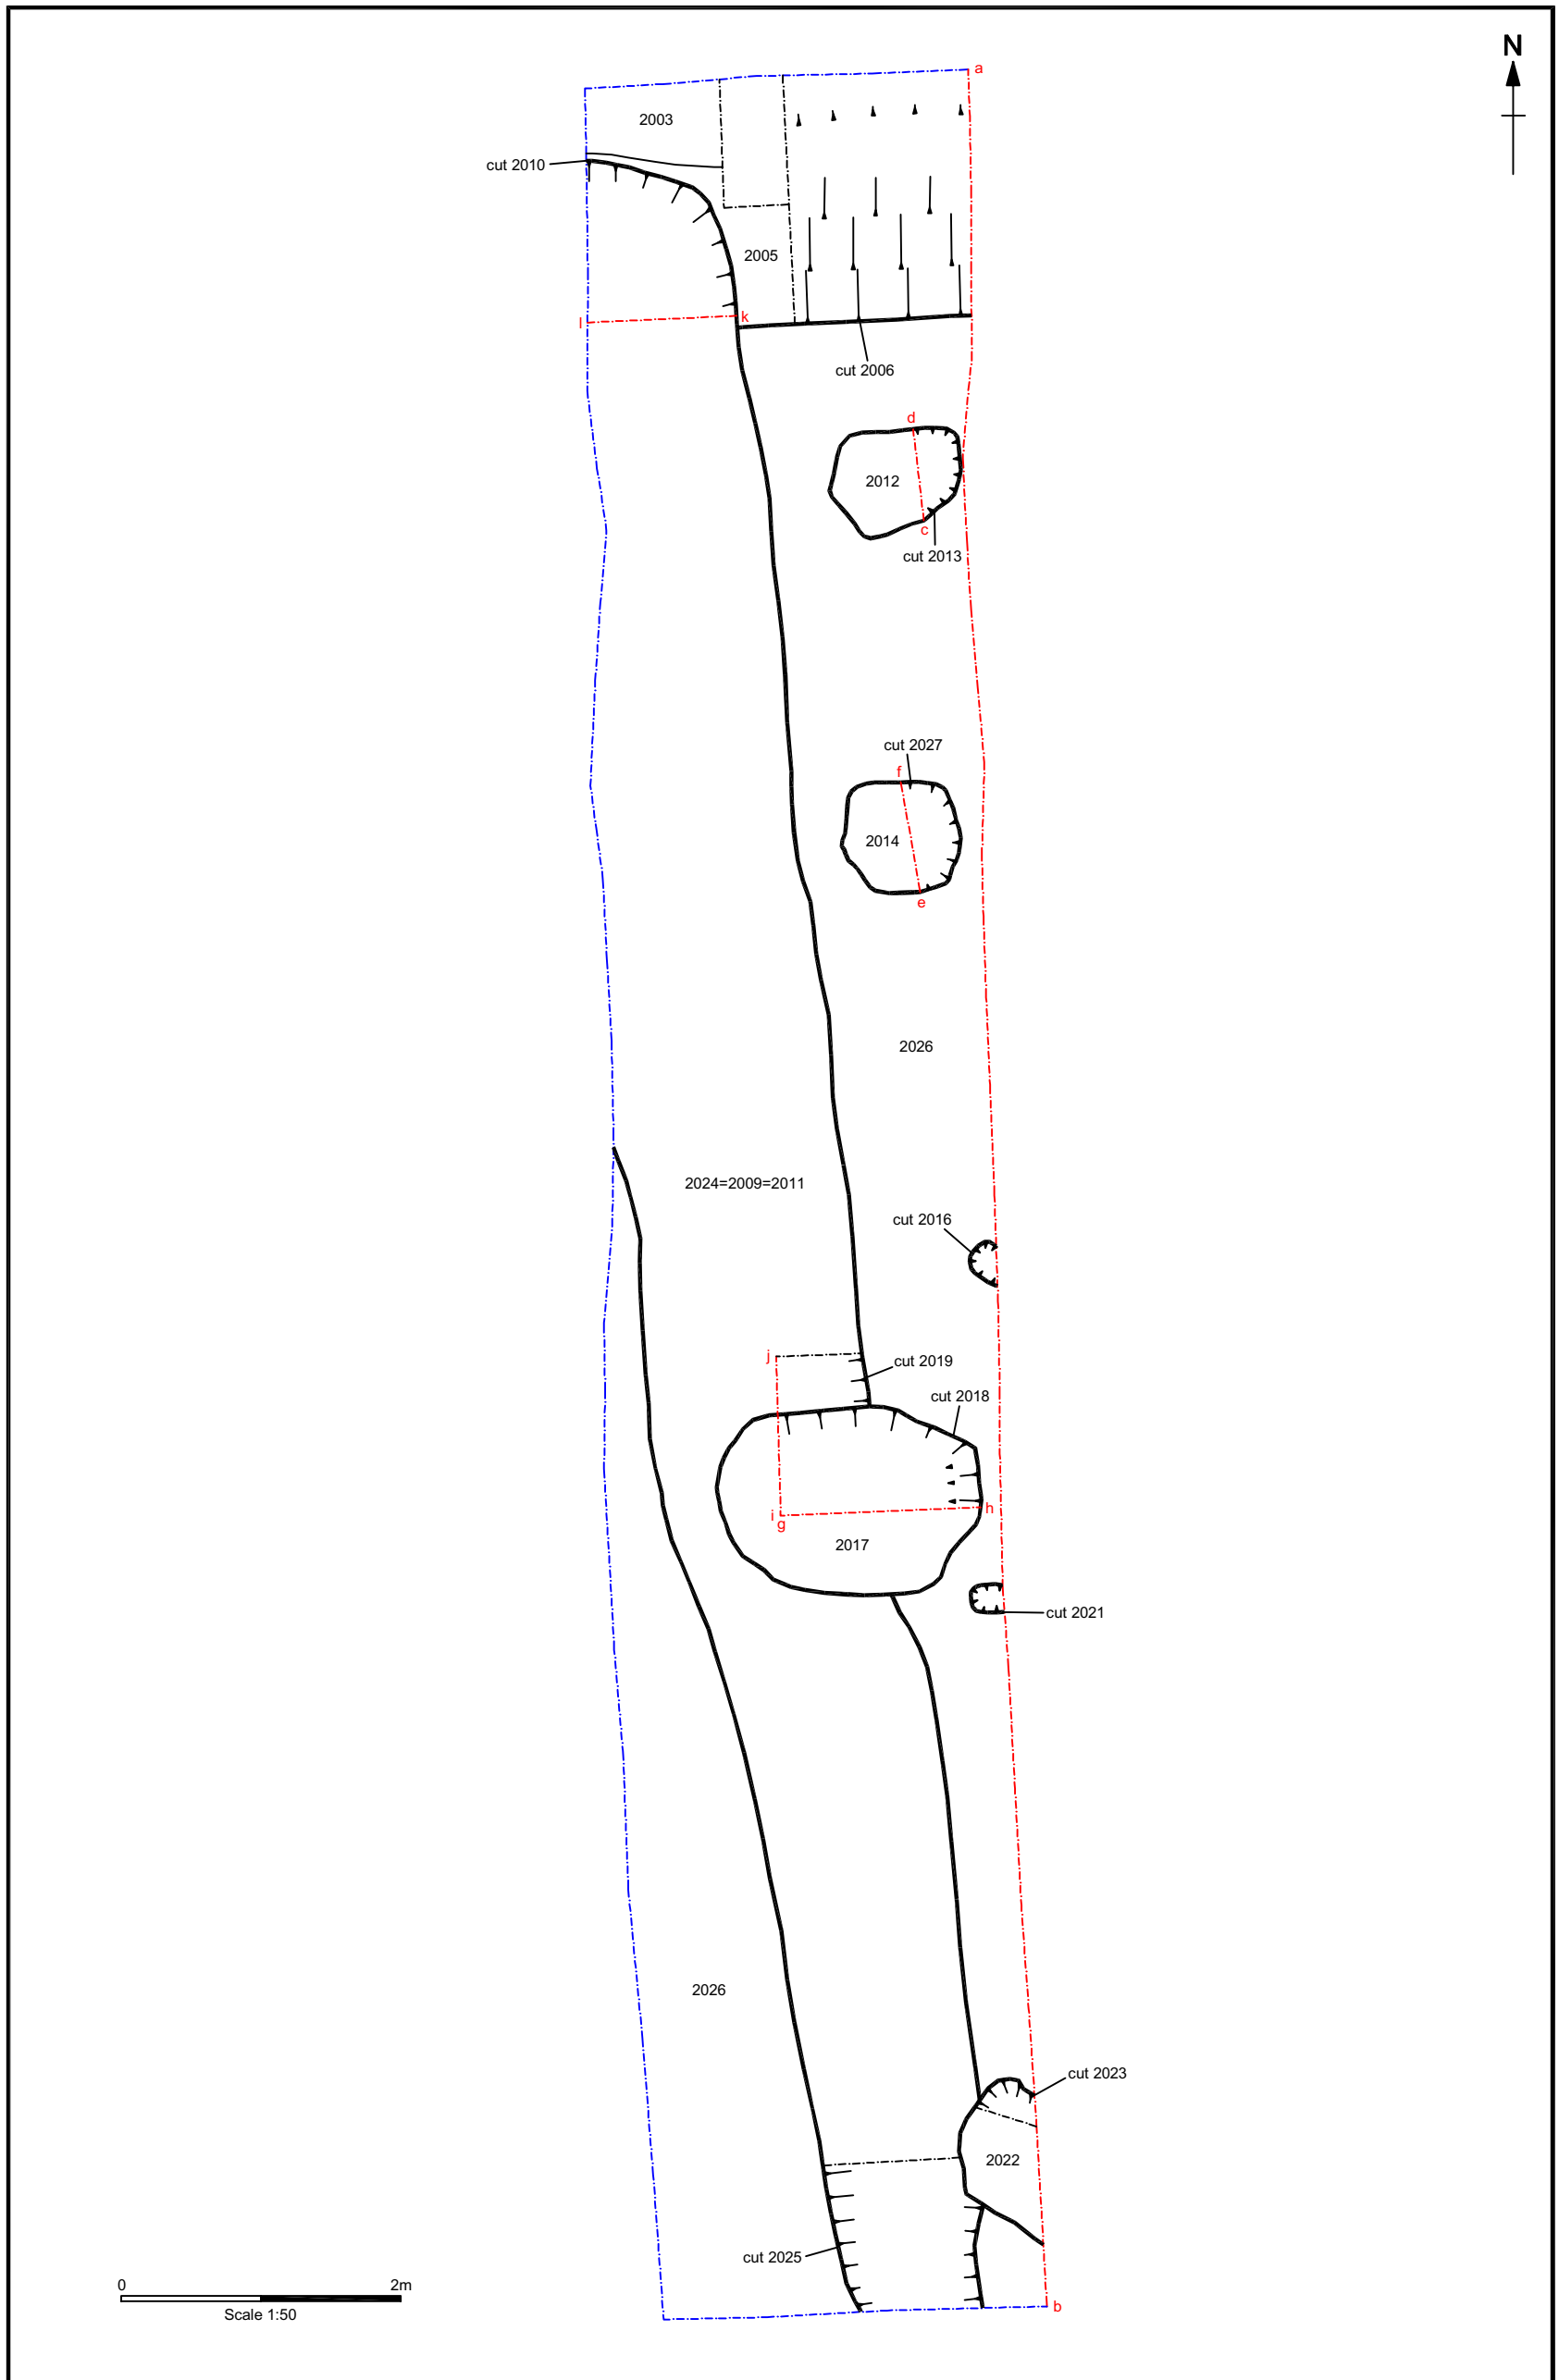 N
a
2003
cut 2010
2005
l
k
cut 2006
d
2012
c
cut 2013
cut 2027
f
2014
e
2026
2024=2009=2011
cut 2016
j
cut 2019
cut 2018
i
h
g
2017
cut 2021
2026
cut 2023
2022
cut 2025
0 2m
Scale 1:50
b